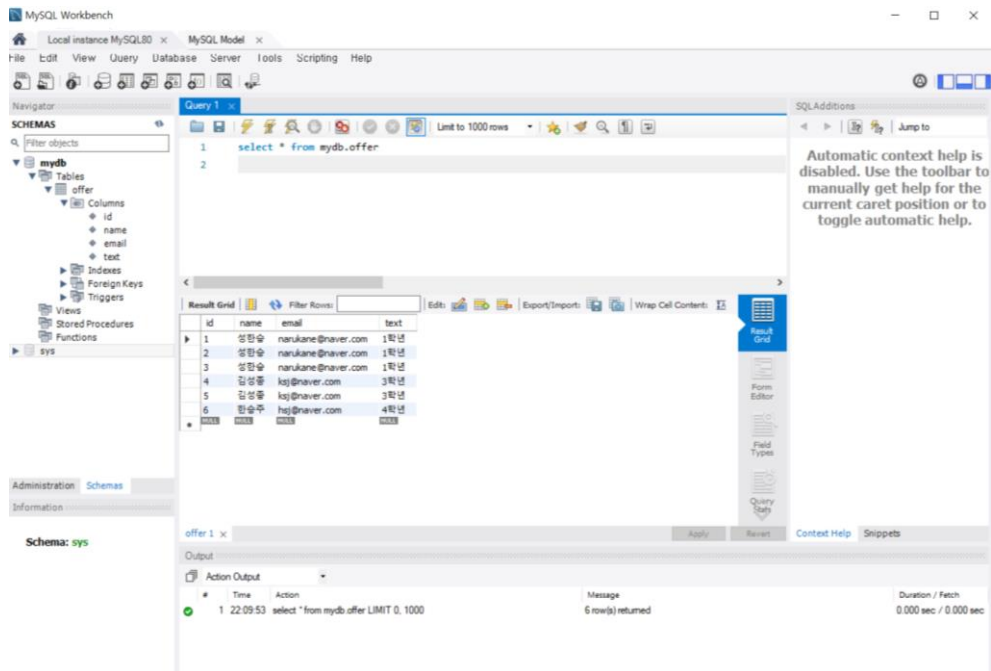 MySQL Workbench
Local instance MySQL80 × MySQL Model ×
File Edit View Query Database Server Tools Scripting Help
Navigator
SCHEMAS
Filter objects
mydb
Tables
offer
Columns
id
name
email
text
Indexes
Foreign Keys
Triggers
Views
Stored Procedures
Functions
sys
Administration Schemas
Information
Schema: sys
Query 1 ×
Limit to 1000 rows
1 select * from mydb.offer
2
Result Grid Filter Rows: Edit: Export/Import: Wrap Cell Content:
id name email text
1 성한슬 narukane@naver.com 1학년
2 성한슬 narukane@naver.com 1학년
3 성한슬 narukane@naver.com 1학년
4 김성종 ksj@naver.com 3학년
5 김성종 ksj@naver.com 3학년
6 한승주 hsj@naver.com 4학년
NULL NULL NULL NULL
Result Grid
Form Editor
Field Types
Query Stats
offer 1 × Apply Revert
Output
Action Output
# Time Action Message Duration / Fetch
1 22:09:53 select * from mydb.offer LIMIT 0, 1000 6 row(s) returned 0.000 sec / 0.000 sec
SQLAdditions
Jump to
Automatic context help is
disabled. Use the toolbar to
manually get help for the
current caret position or to
toggle automatic help.
Context Help Snippets